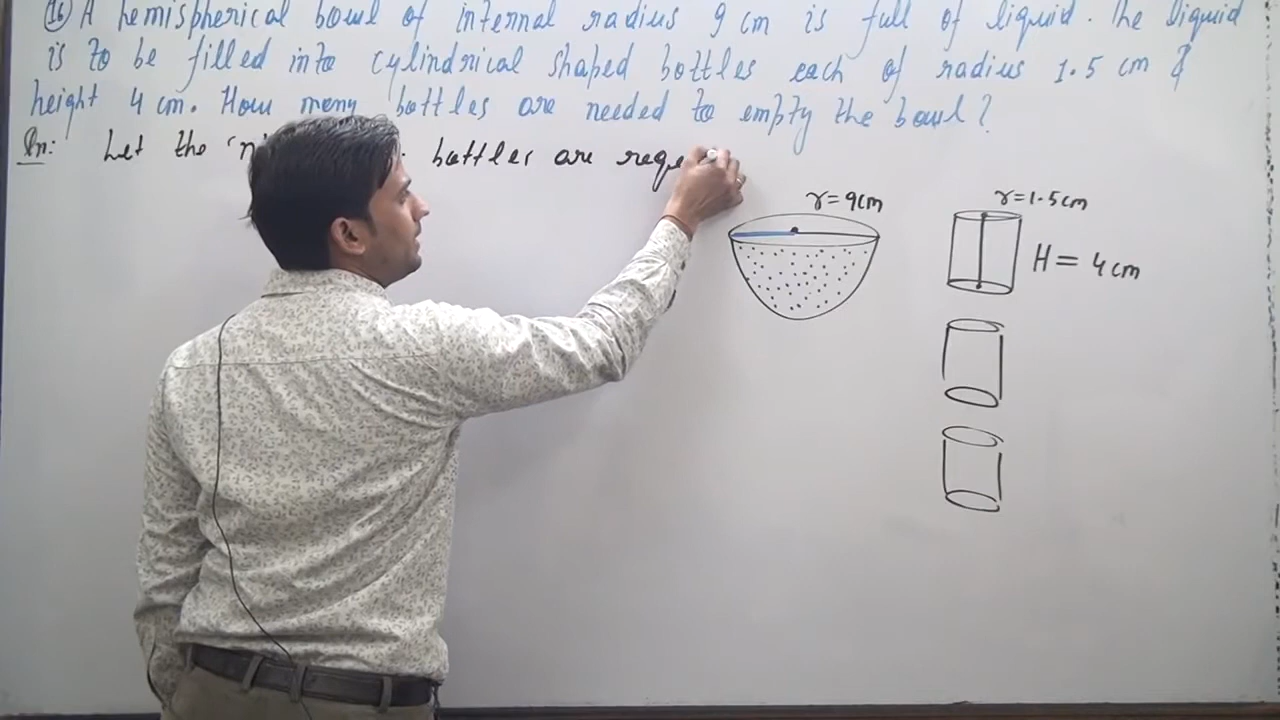 (16) A hemispherical bowl of internal radius 9 cm is full of liquid. The liquid
is to be filled into cylindrical shaped bottles each of radius 1.5 cm &
height 4 cm. How many bottles are needed to empty the bowl?
Let the 'n' bottles are reqe
r=9cm
r=1.5cm
H=4cm